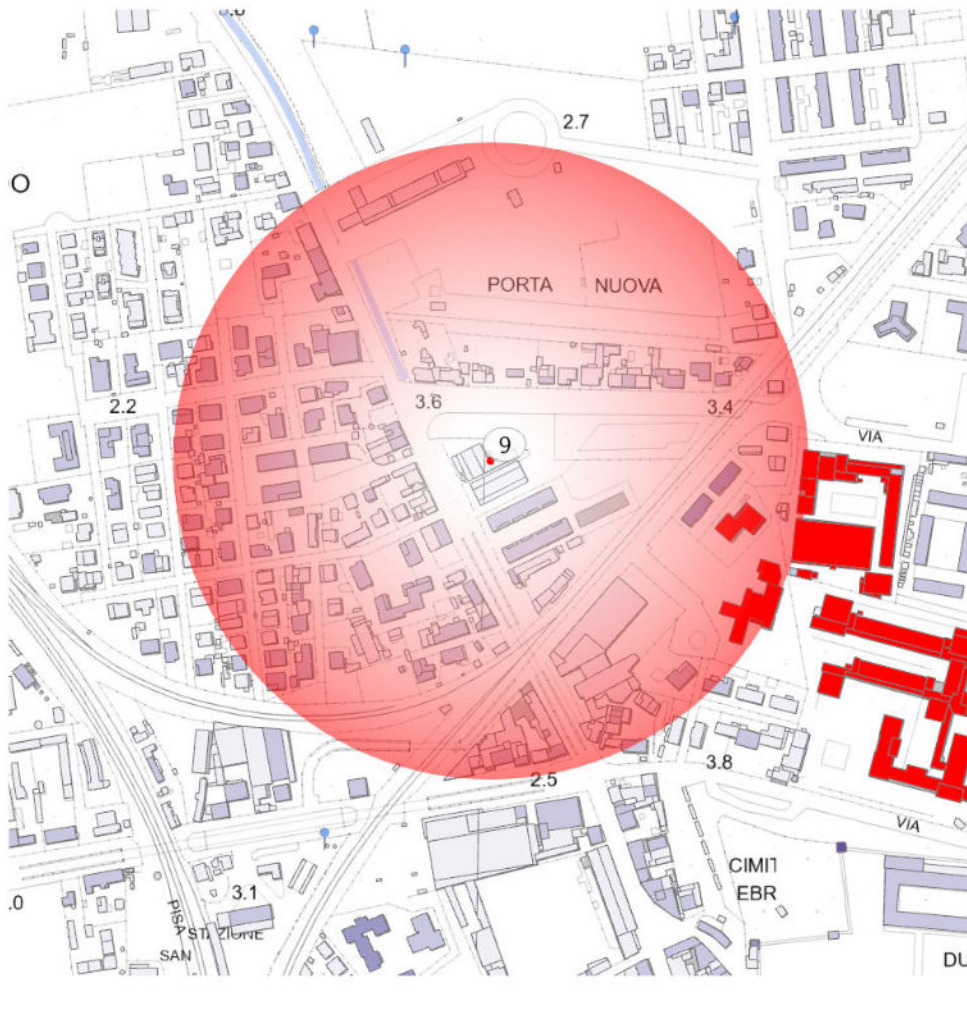 2.7
O
PORTA NUOVA
3.6
3.4
2.2
VIA
9
3.8
2.5
VIA
CIMIT
EBR
3.1
.0
PISA
STAZIONE
SAN
DU